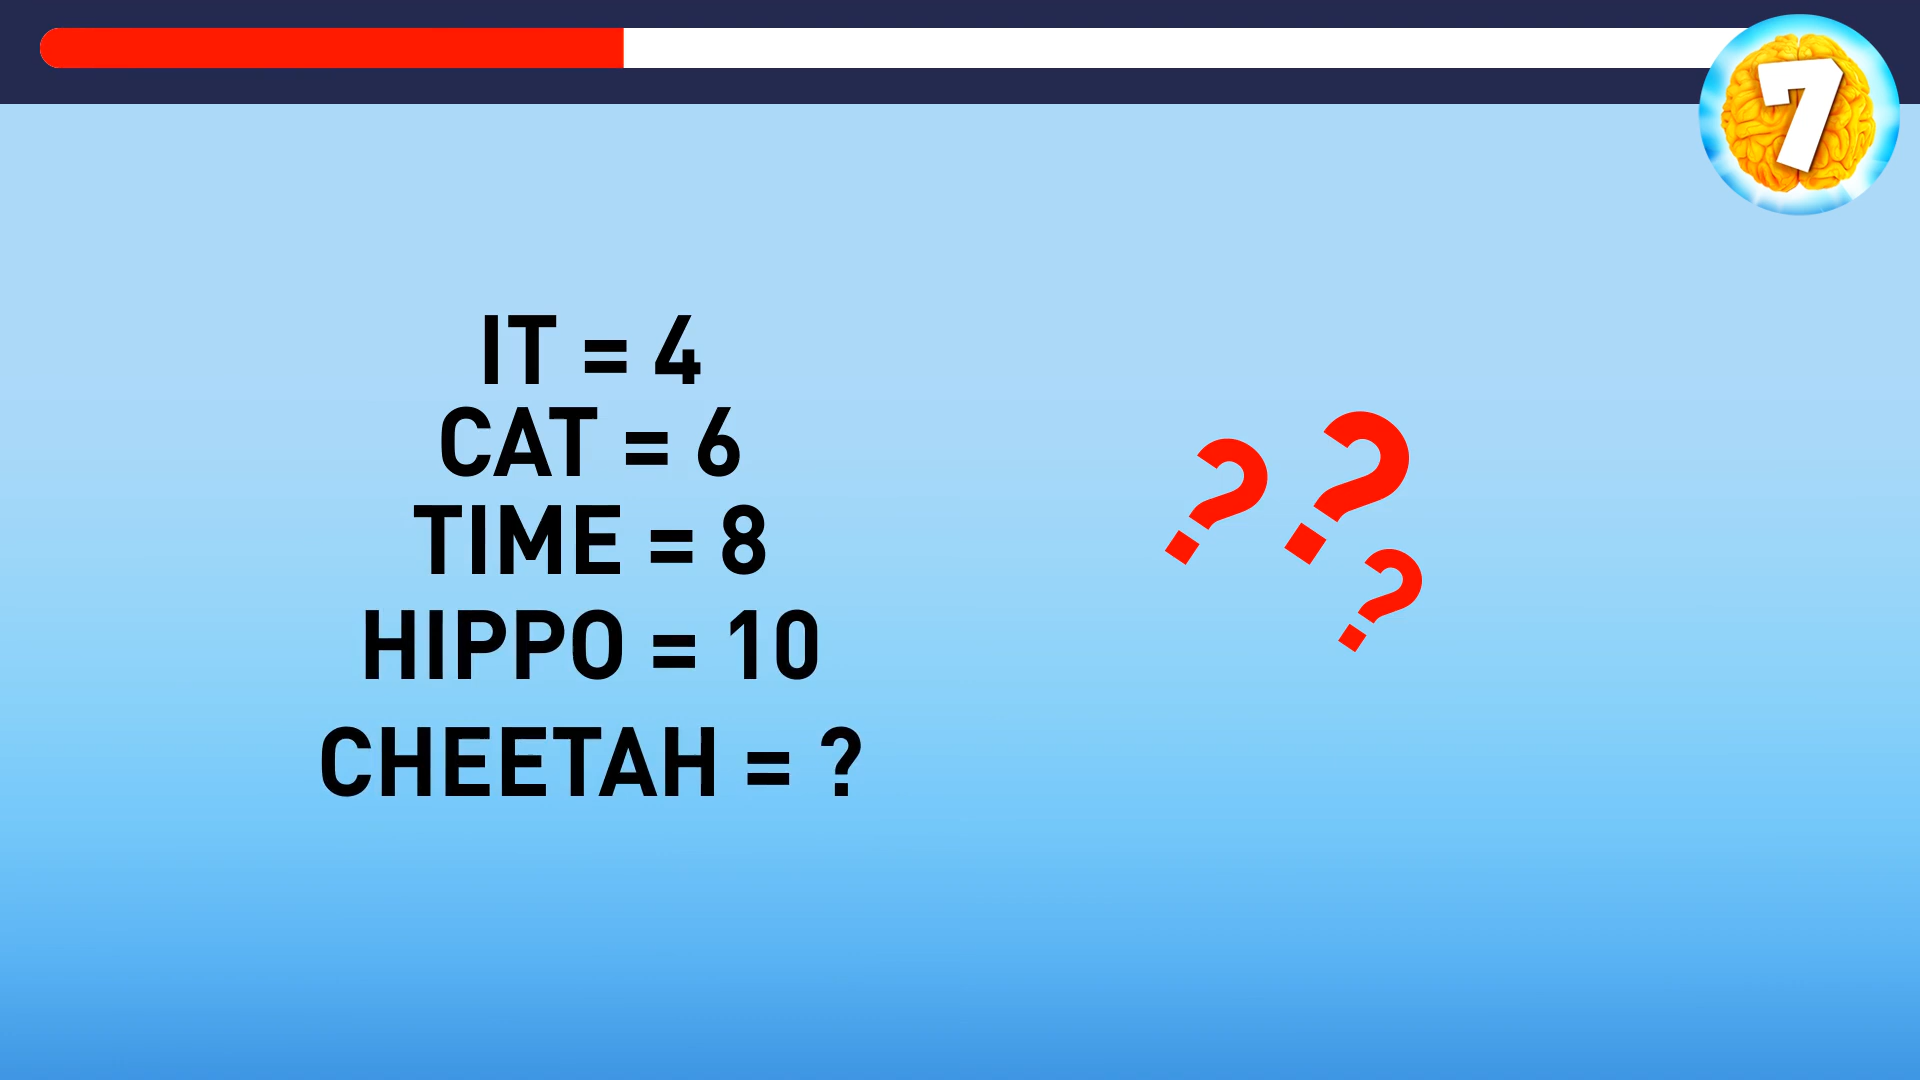 7
IT = 4
CAT = 6
TIME = 8
HIPPO = 10
CHEETAH = ?
? ? ?